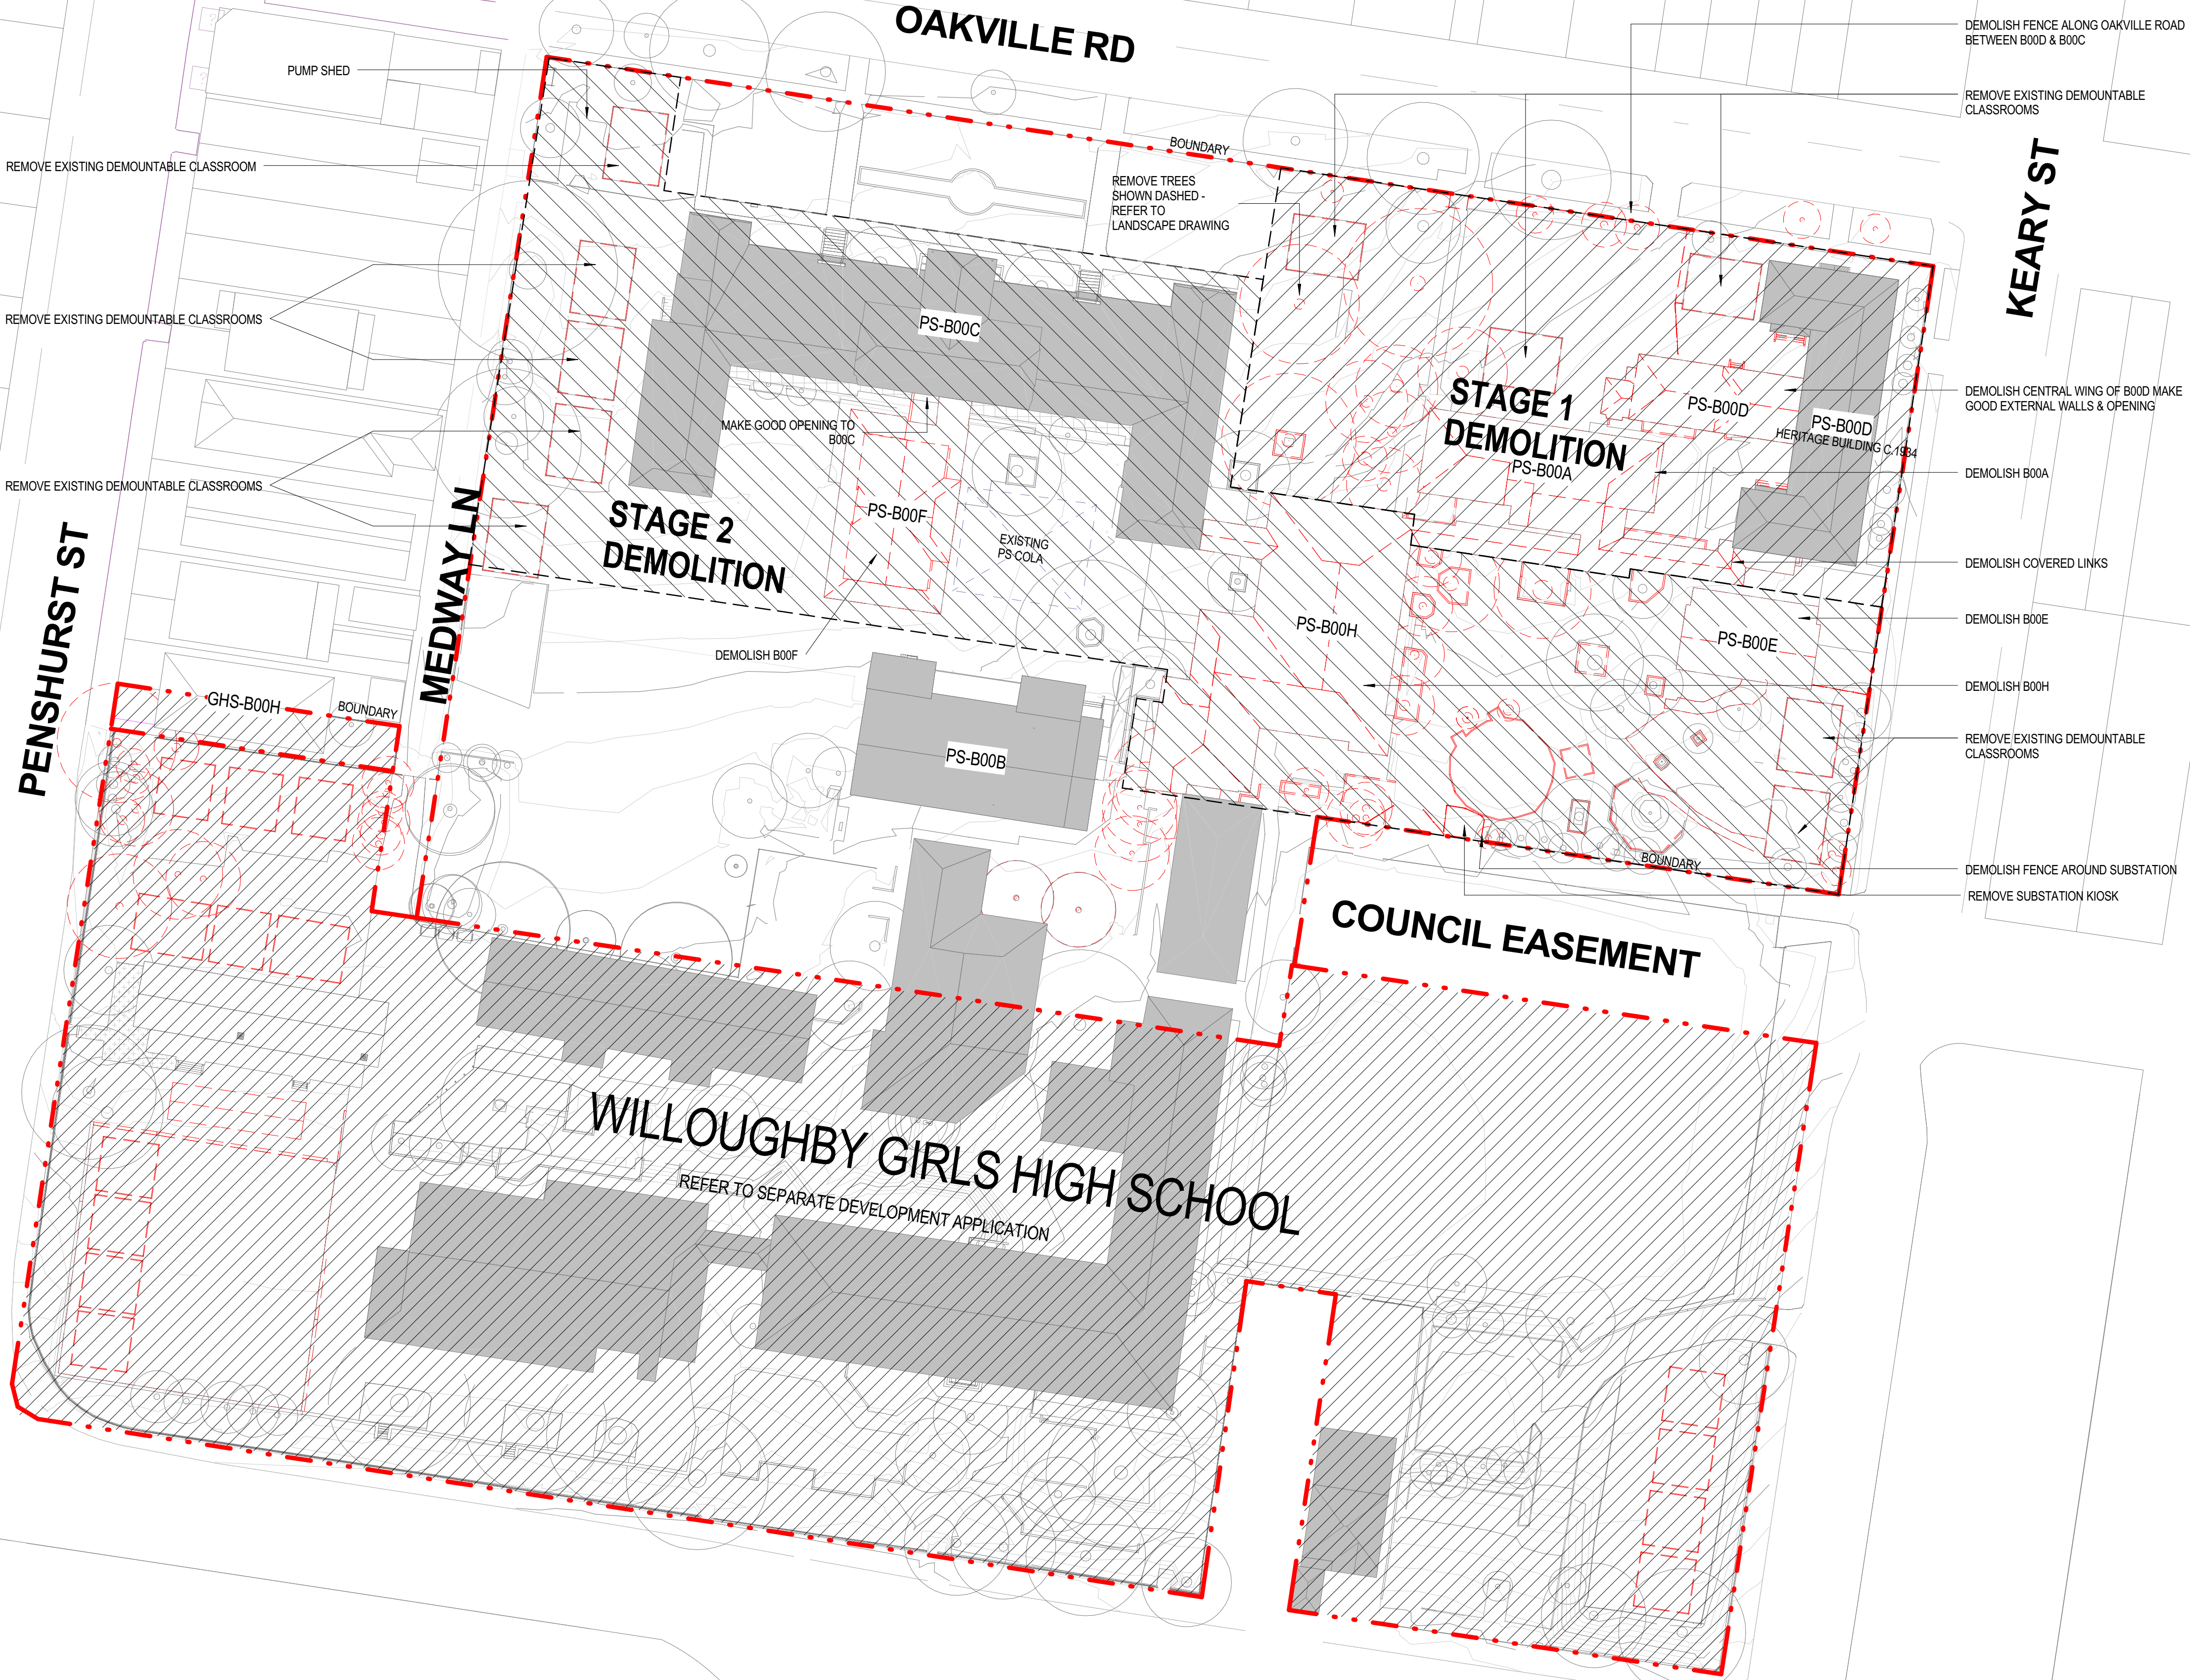 OAKVILLE RD
DEMOLISH FENCE ALONG OAKVILLE ROAD
BETWEEN B00D & B00C
PUMP SHED
REMOVE EXISTING DEMOUNTABLE
CLASSROOMS
BOUNDARY
KEARY ST
REMOVE EXISTING DEMOUNTABLE CLASSROOM
REMOVE TREES
SHOWN DASHED -
REFER TO
LANDSCAPE DRAWING
REMOVE EXISTING DEMOUNTABLE CLASSROOMS
PS-B00C
STAGE 1
DEMOLITION
PS-B00D
PS-B00D
HERITAGE BUILDING C.1934
DEMOLISH CENTRAL WING OF B00D MAKE
GOOD EXTERNAL WALLS & OPENING
MAKE GOOD OPENING TO
B00C
PS-B00A
DEMOLISH B00A
REMOVE EXISTING DEMOUNTABLE CLASSROOMS
MEDWAY LN
STAGE 2
DEMOLITION
PS-B00F
EXISTING
PS COLA
DEMOLISH COVERED LINKS
PENSHURST ST
DEMOLISH B00E
PS-B00H
PS-B00E
DEMOLISH B00F
DEMOLISH B00H
GHS-B00H
BOUNDARY
PS-B00B
REMOVE EXISTING DEMOUNTABLE
CLASSROOMS
BOUNDARY
DEMOLISH FENCE AROUND SUBSTATION
REMOVE SUBSTATION KIOSK
COUNCIL EASEMENT
WILLOUGHBY GIRLS HIGH SCHOOL
REFER TO SEPARATE DEVELOPMENT APPLICATION